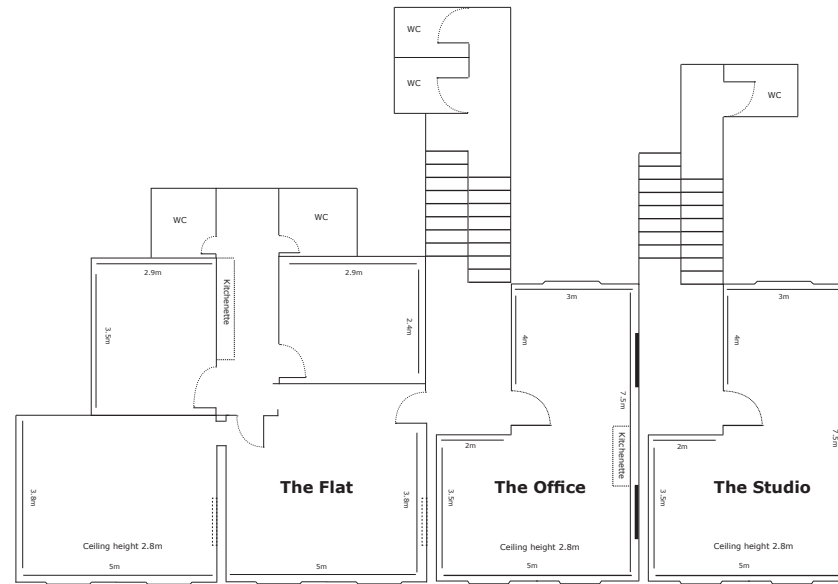 WC
WC
WC
WC
WC
2.9m
2.9m
Kitchenette
3.5m
2.4m
3m
3m
4m
4m
7.5m
7.5m
2m
2m
Kitchenette
3.8m
The Flat
3.8m
3.5m
The Office
3.5m
The Studio
Ceiling height 2.8m
Ceiling height 2.8m
Ceiling height 2.8m
5m
5m
5m
5m